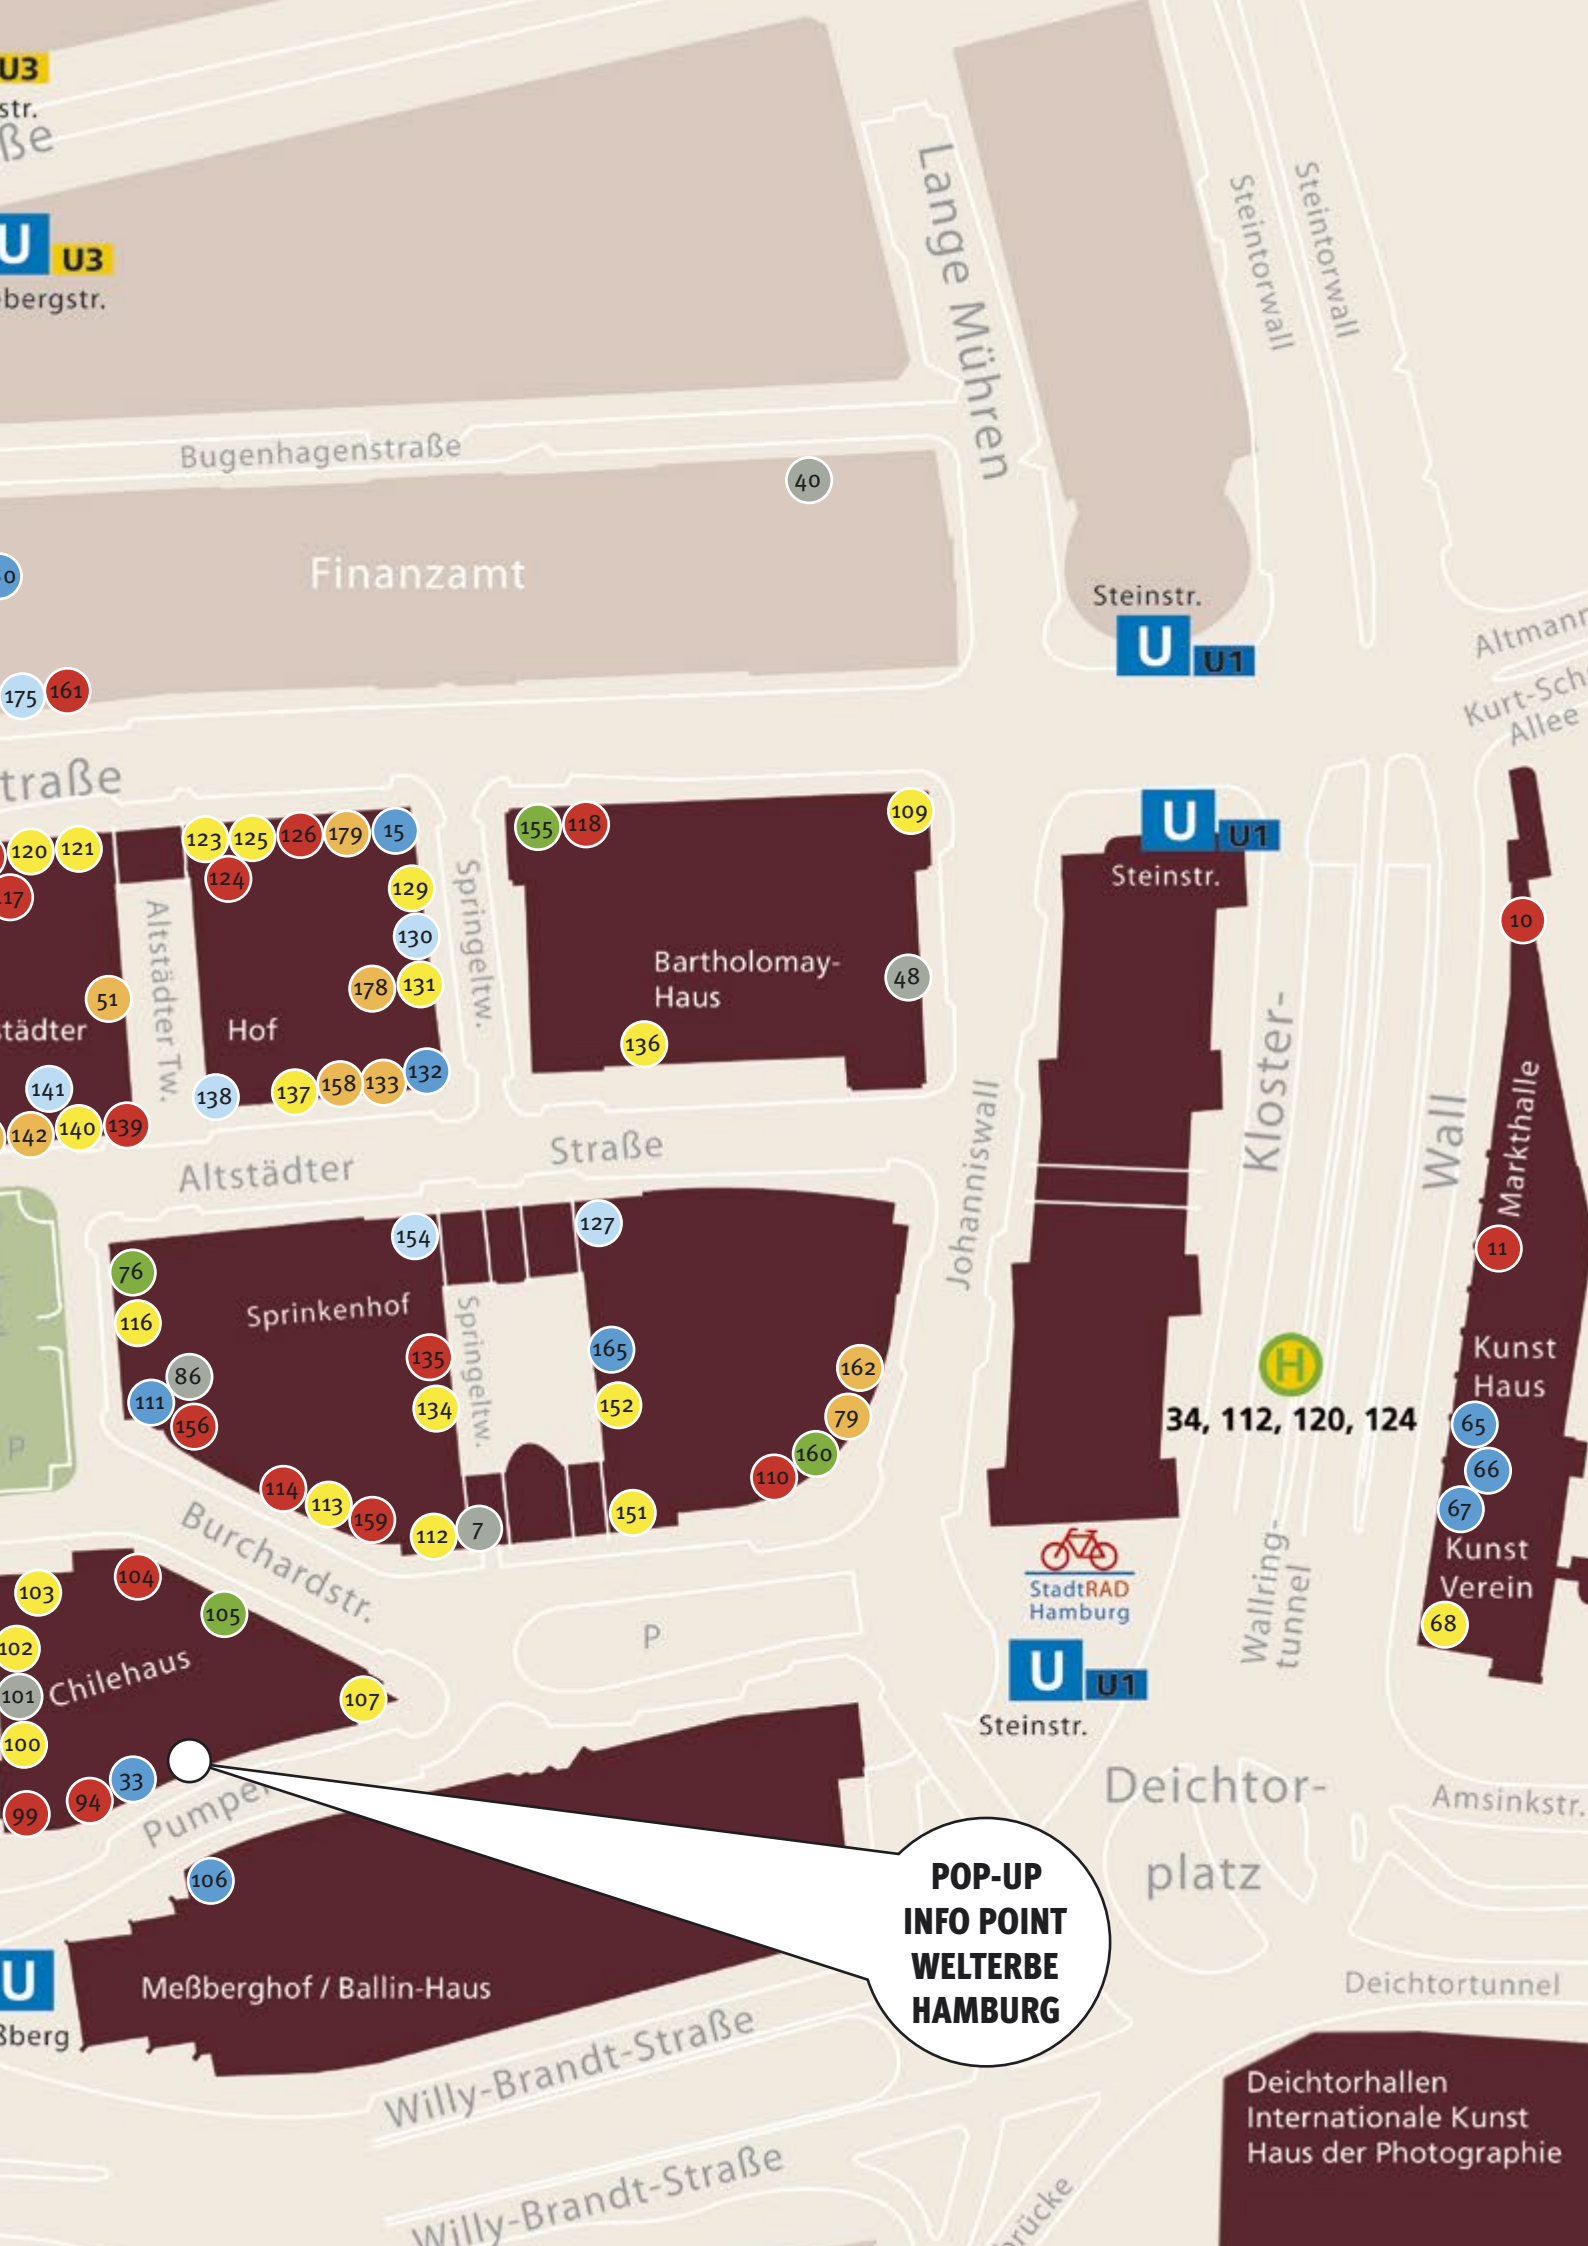 U3
str.
ße
U U3
bergstr.
Lange Mühren
Steintorwall
Steintorwall
Bugenhagenstraße
40
Finanzamt
Steinstr.
U U1
Altmann
Kurt-Sch
Allee
175 161
traße
120 121
123 125 126 179 15
124
155 118
109
U U1
Steinstr.
129
130
178 131
Altstädter Tw.
Springeltw.
Bartholomay-
Haus
48
10
51
städter
Hof
136
141
138 137 158 133 132
142 140 139
Altstädter Straße
Johanniswall
Kloster-
Wall
Markthalle
11
154
127
76
116
Sprinkenhof
Springeltw.
135
134
165
152
86
111
156
162
79
160
110
H
34, 112, 120, 124
Kunst
Haus
65
66
67
Kunst
Verein
68
P
114 113 159 112 7
151
Burchardstr.
StadtRAD
Hamburg
Wallring-
tunnel
P
U U1
Steinstr.
103
104
105
102
101
Chilehaus
107
100
33
94
99
Pumpe
106
Deichtor-
platz
Amsinkstr.
POP-UP
INFO POINT
WELTERBE
HAMBURG
U
ßberg
Meßberghof / Ballin-Haus
Deichtortunnel
Willy-Brandt-Straße
Willy-Brandt-Straße
rücke
Deichtorhallen
Internationale Kunst
Haus der Photographie